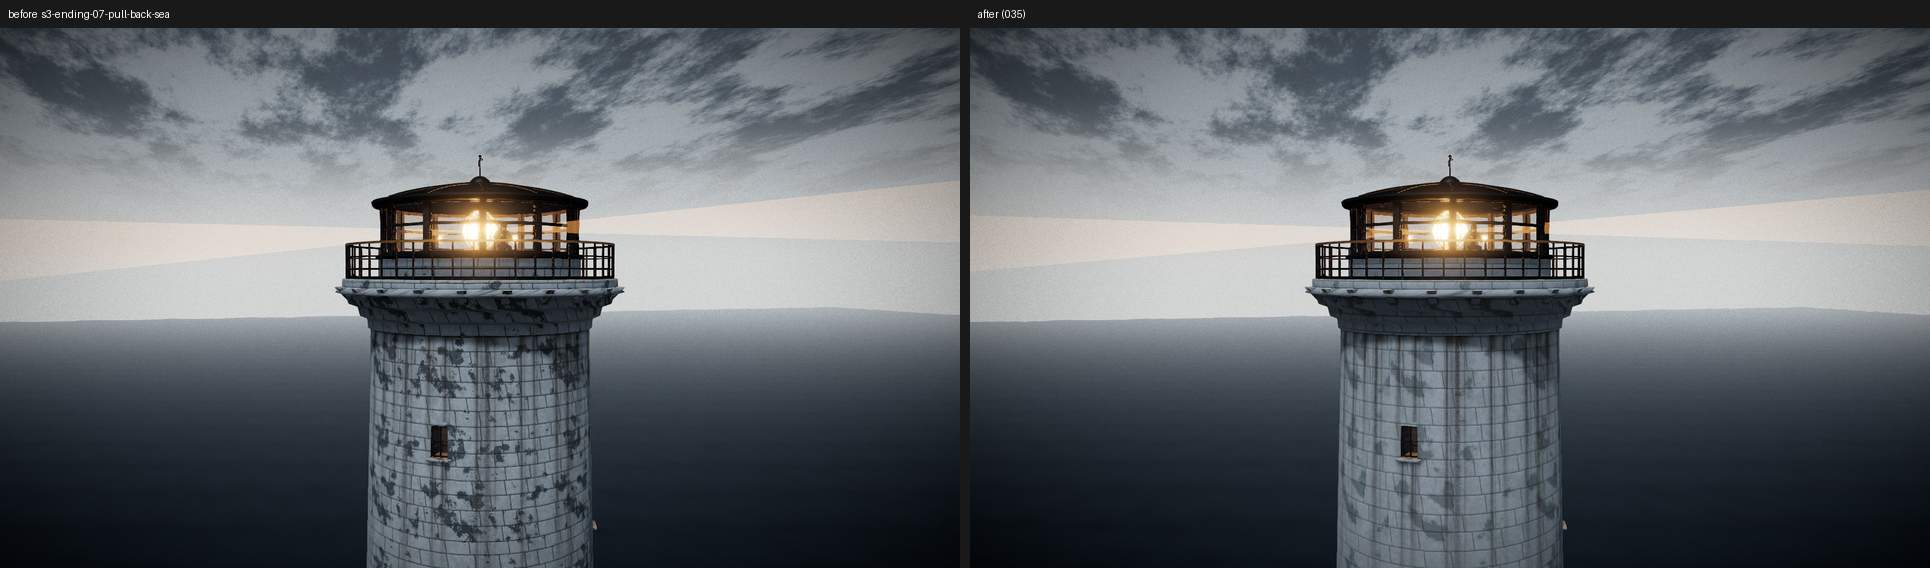 before s3-ending-07-pull-back-sea
after (035)